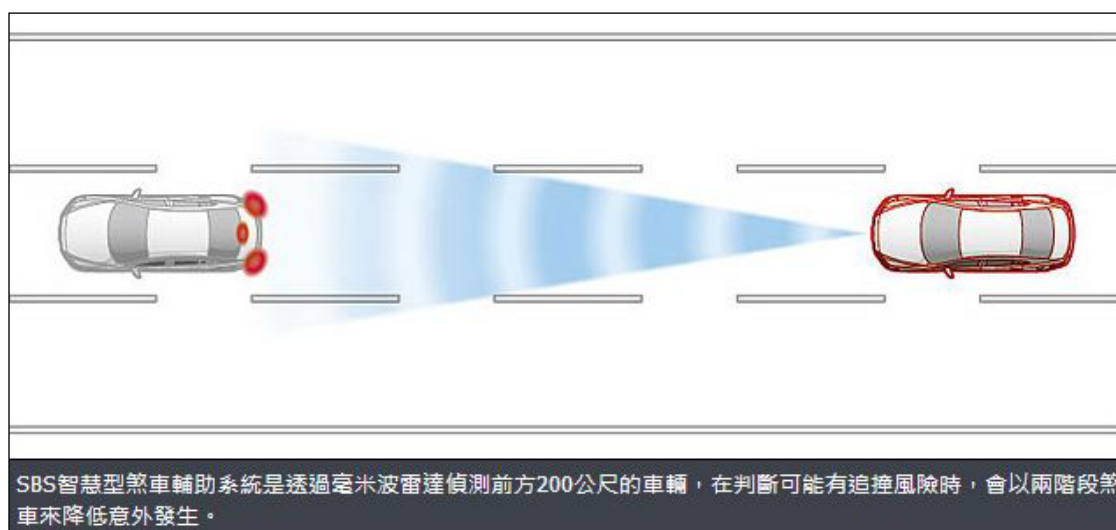 SBS智慧型煞車輔助系統是透過毫米波雷達偵測前方200公尺的車輛，在判斷可能有追撞風險時，會以兩階段煞
車來降低意外發生。